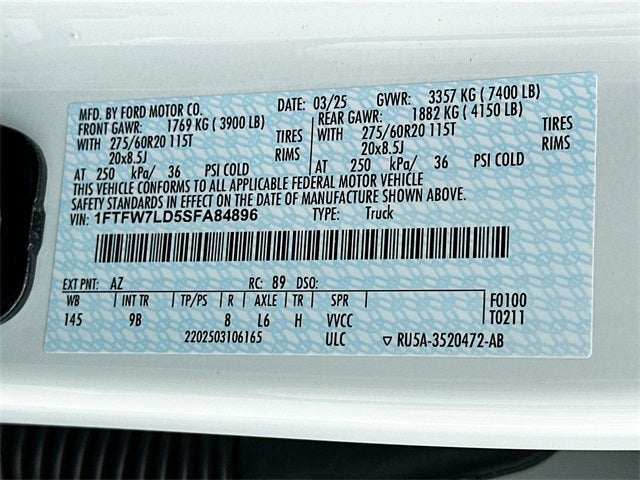 MFD. BY FORD MOTOR CO.
DATE: 03/25 GVWR: 3357 KG ( 7400 LB)
FRONT GAWR: 1769 KG ( 3900 LB) REAR GAWR: 1882 KG ( 4150 LB)
WITH 275/60R20 115T TIRES WITH 275/60R20 115T TIRES
20x8.5J RIMS 20x8.5J RIMS
AT 250 kPa/ 36 PSI COLD AT 250 kPa/ 36 PSI COLD
THIS VEHICLE CONFORMS TO ALL APPLICABLE FEDERAL MOTOR VEHICLE
SAFETY STANDARDS IN EFFECT ON THE DATE OF MANUFACTURE SHOWN ABOVE.
VIN: 1FTFW7LD5SFA84896 TYPE: Truck
EXT PNT: AZ RC: 89 DSO:
WB INT TR TP/PS R AXLE TR SPR F0100
145 9B 8 L6 H VVCC T0211
2202503106165 ULC ▽ RU5A-3520472-AB